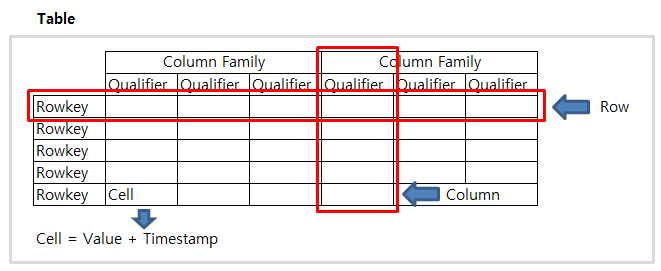 Table
Column Family Column Family
Qualifier Qualifier Qualifier Qualifier Qualifier Qualifier
Rowkey Row
Rowkey
Rowkey
Rowkey
Rowkey Cell Column
Cell = Value + Timestamp